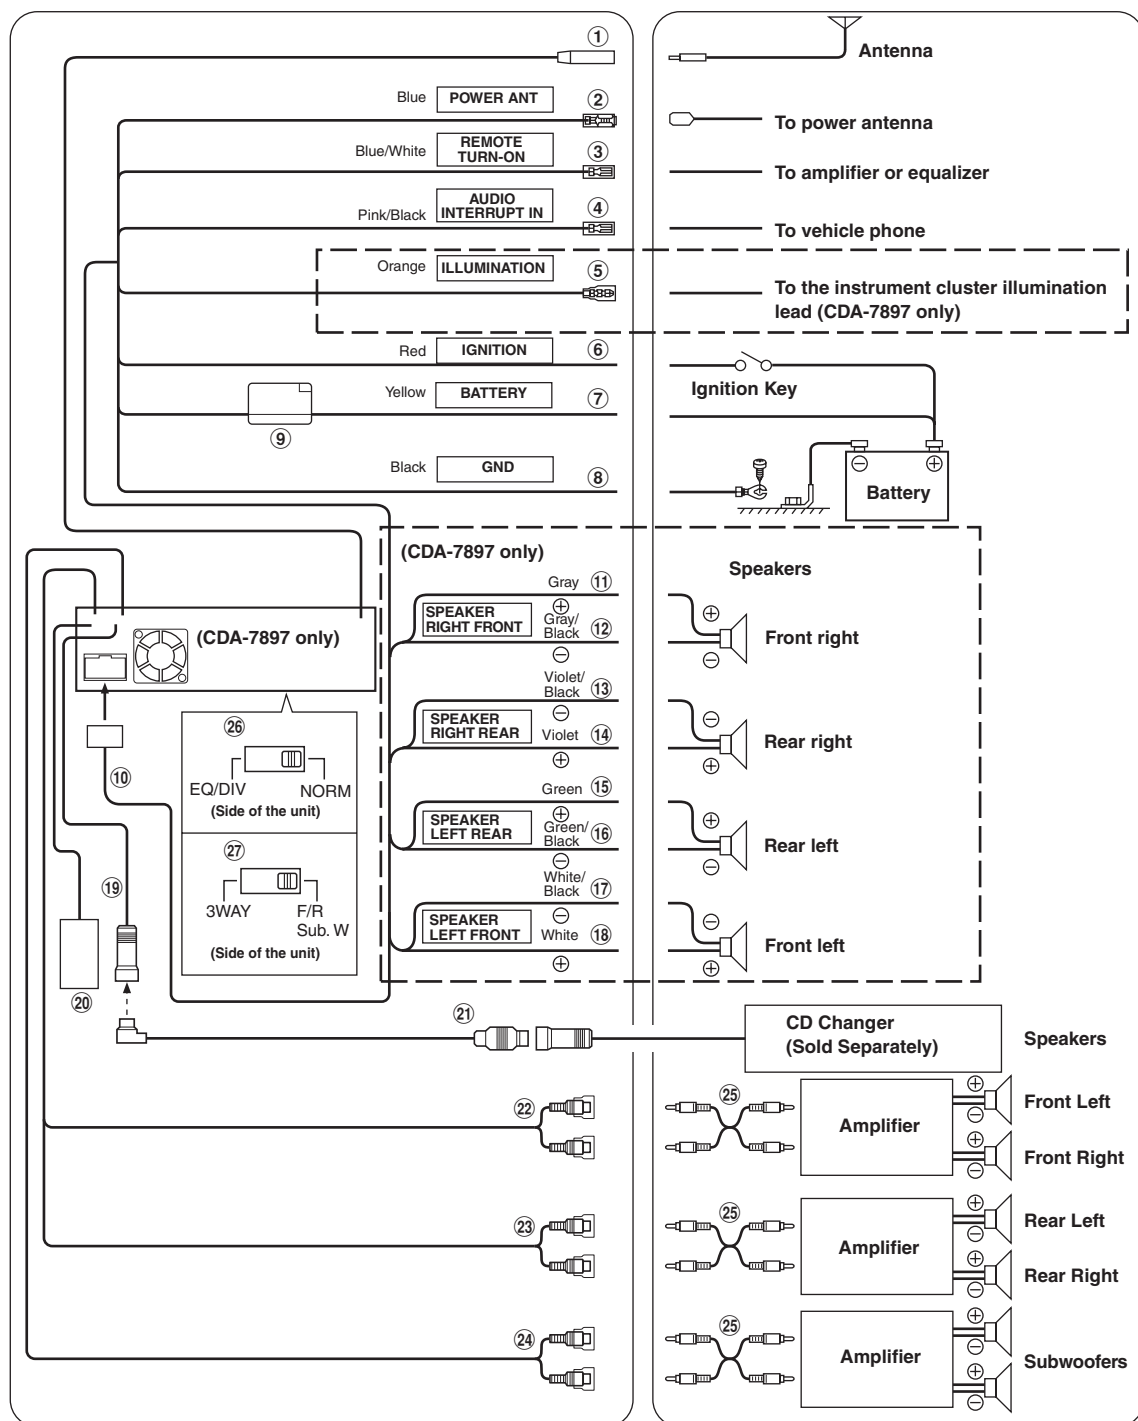 ①
Antenna
Blue POWER ANT ②
To power antenna
Blue/White REMOTE
TURN-ON ③
To amplifier or equalizer
Pink/Black AUDIO
INTERRUPT IN ④
To vehicle phone
Orange ILLUMINATION ⑤
To the instrument cluster illumination
lead (CDA-7897 only)
Red IGNITION ⑥
Ignition Key
Yellow BATTERY ⑦
⑨
Black GND ⑧
⊖ ⊕
Battery
(CDA-7897 only)
Speakers
Gray ⑪
⊕
SPEAKER
RIGHT FRONT
Gray/
Black ⑫
⊖
⊕
Front right
⊖
Violet/
Black ⑬
⊖
SPEAKER
RIGHT REAR
Violet ⑭
⊕
⊖
Rear right
⊕
Green ⑮
⊕
SPEAKER
LEFT REAR
Green/
Black ⑯
⊖
⊕
Rear left
⊖
White/
Black ⑰
⊖
SPEAKER
LEFT FRONT
White ⑱
⊕
⊖
Front left
⊕
(CDA-7897 only)
⑩
㉖
EQ/DIV NORM
(Side of the unit)
㉗
3WAY F/R
Sub. W
(Side of the unit)
⑲
⑳
㉑
CD Changer
(Sold Separately)
Speakers
㉒
㉕
Amplifier
⊕
Front Left
⊖
⊕
Front Right
⊖
㉓
㉕
Amplifier
⊕
Rear Left
⊖
⊕
Rear Right
⊖
㉔
㉕
Amplifier
⊕
⊖
Subwoofers
⊕
⊖